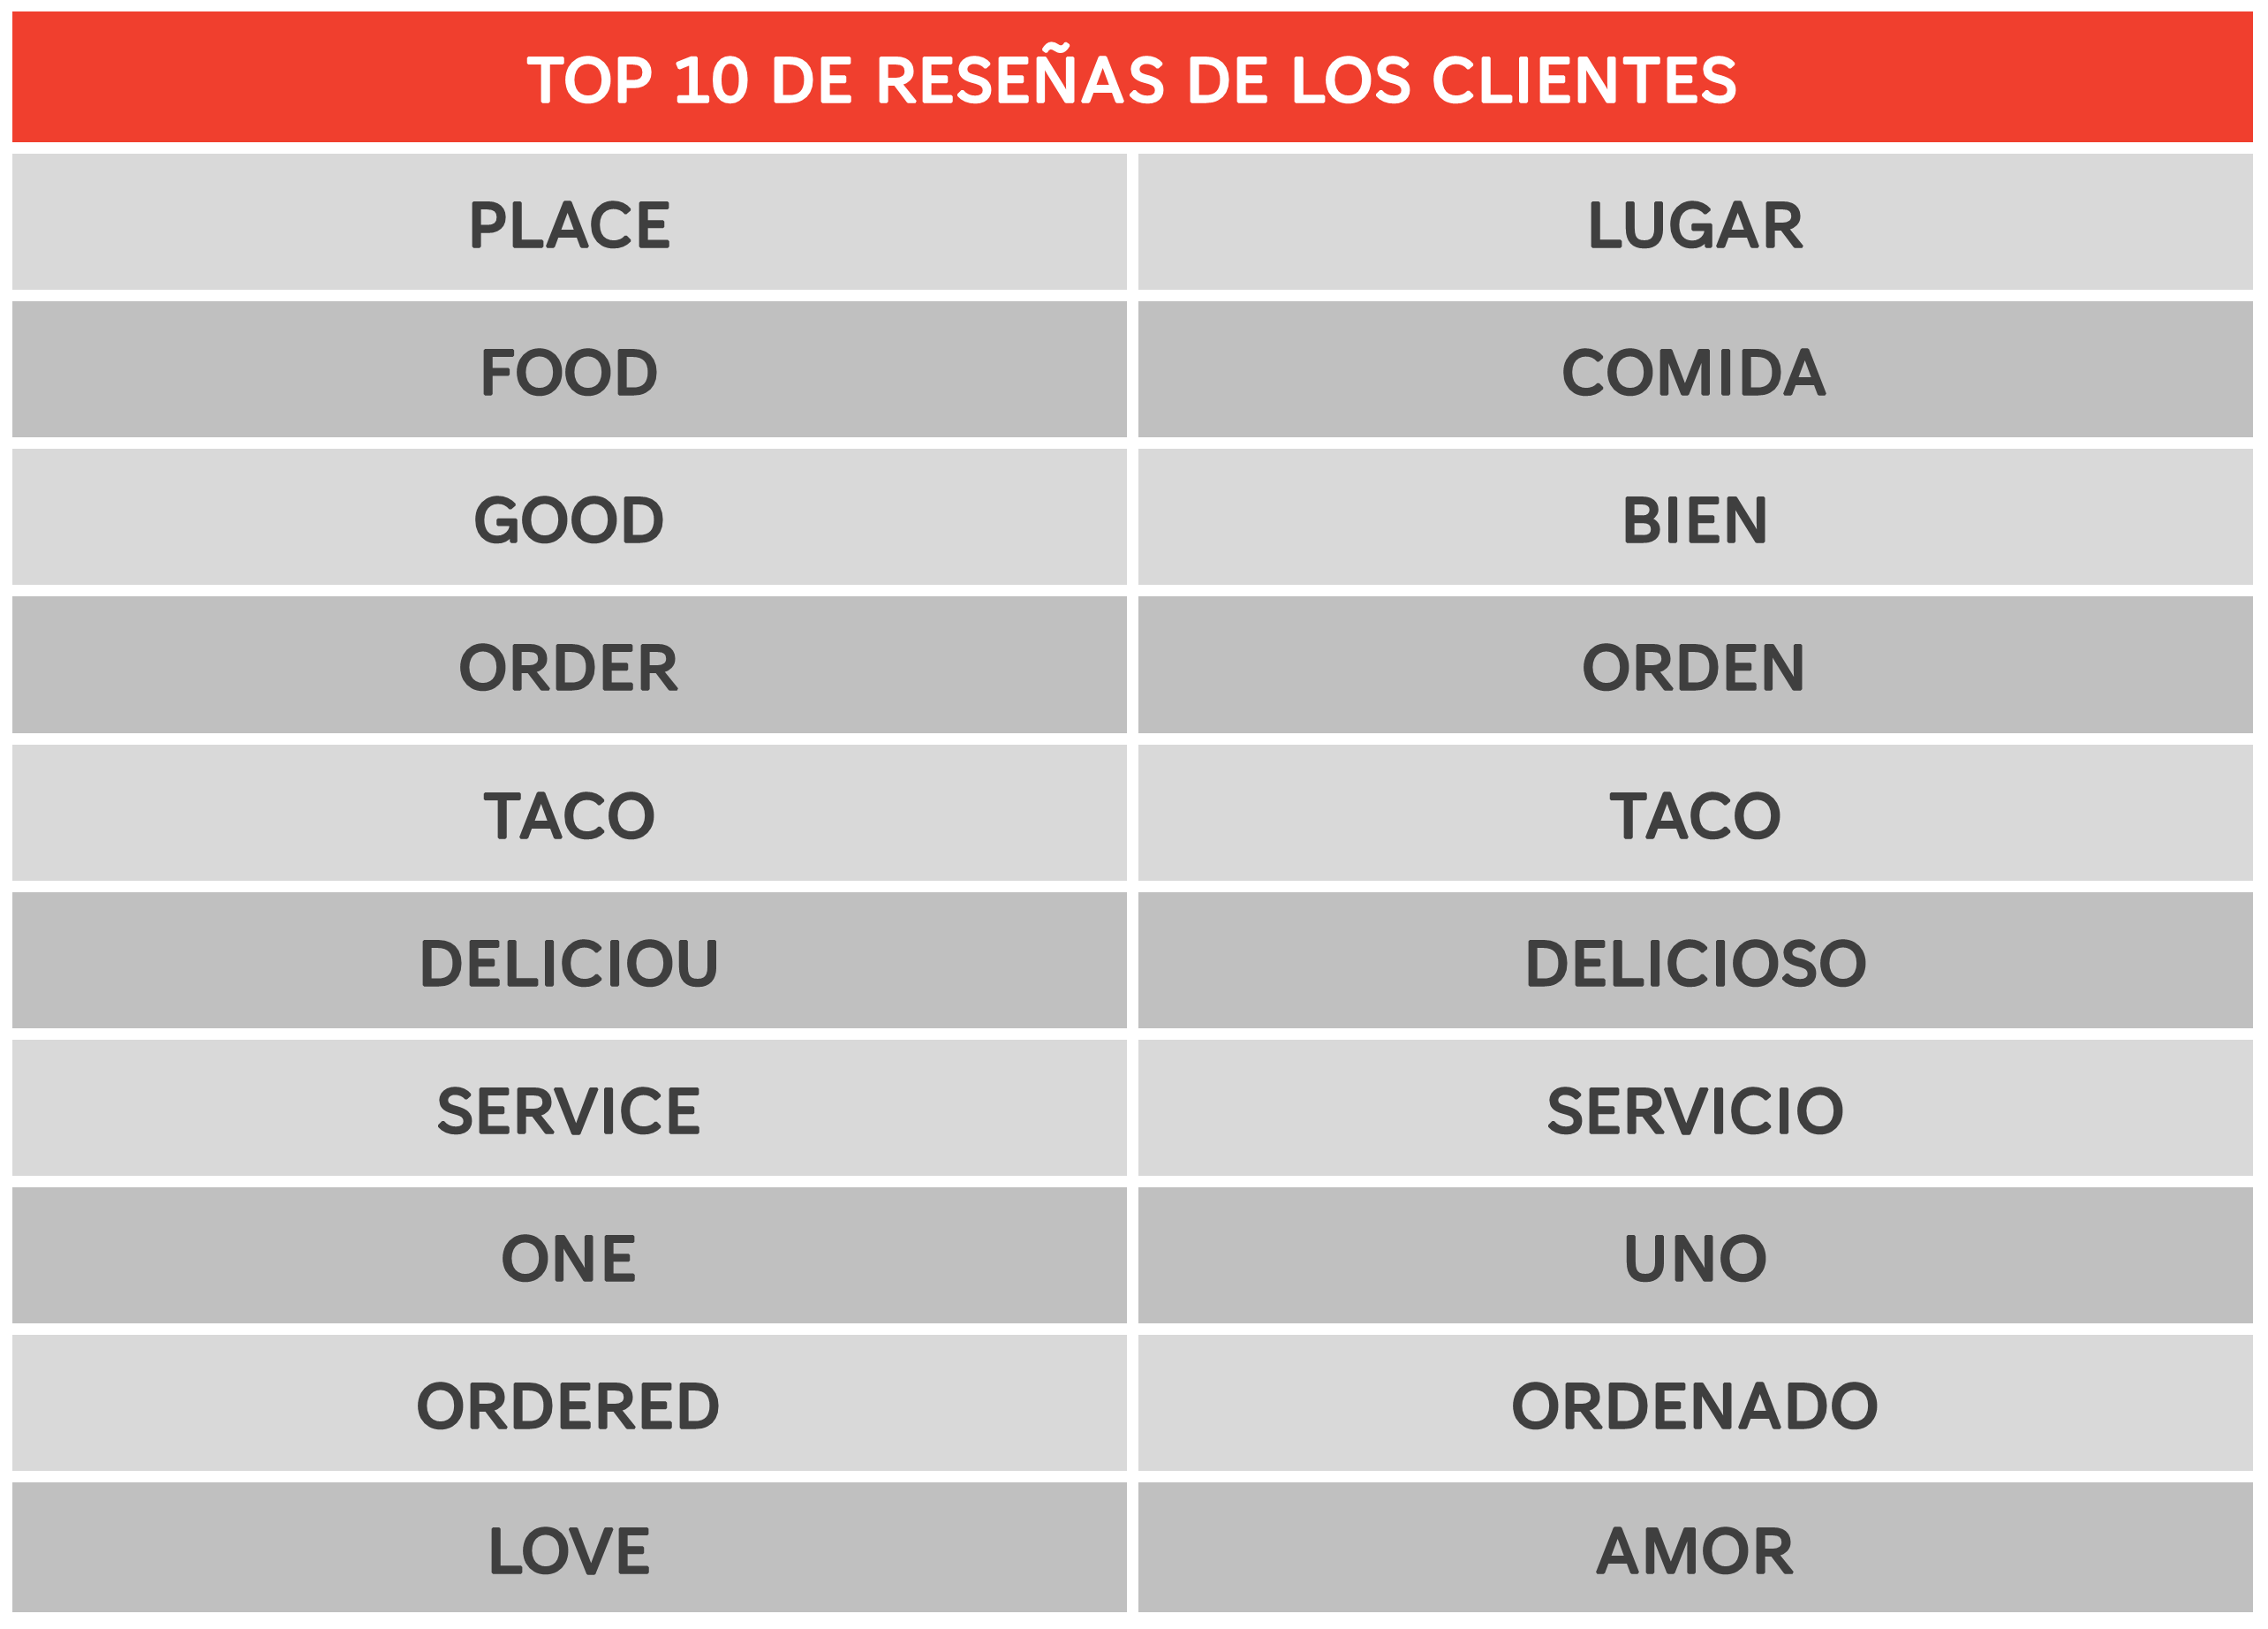 TOP 10 DE RESEÑAS DE LOS CLIENTES
PLACE LUGAR
FOOD COMIDA
GOOD BIEN
ORDER ORDEN
TACO TACO
DELICIOU DELICIOSO
SERVICE SERVICIO
ONE UNO
ORDERED ORDENADO
LOVE AMOR